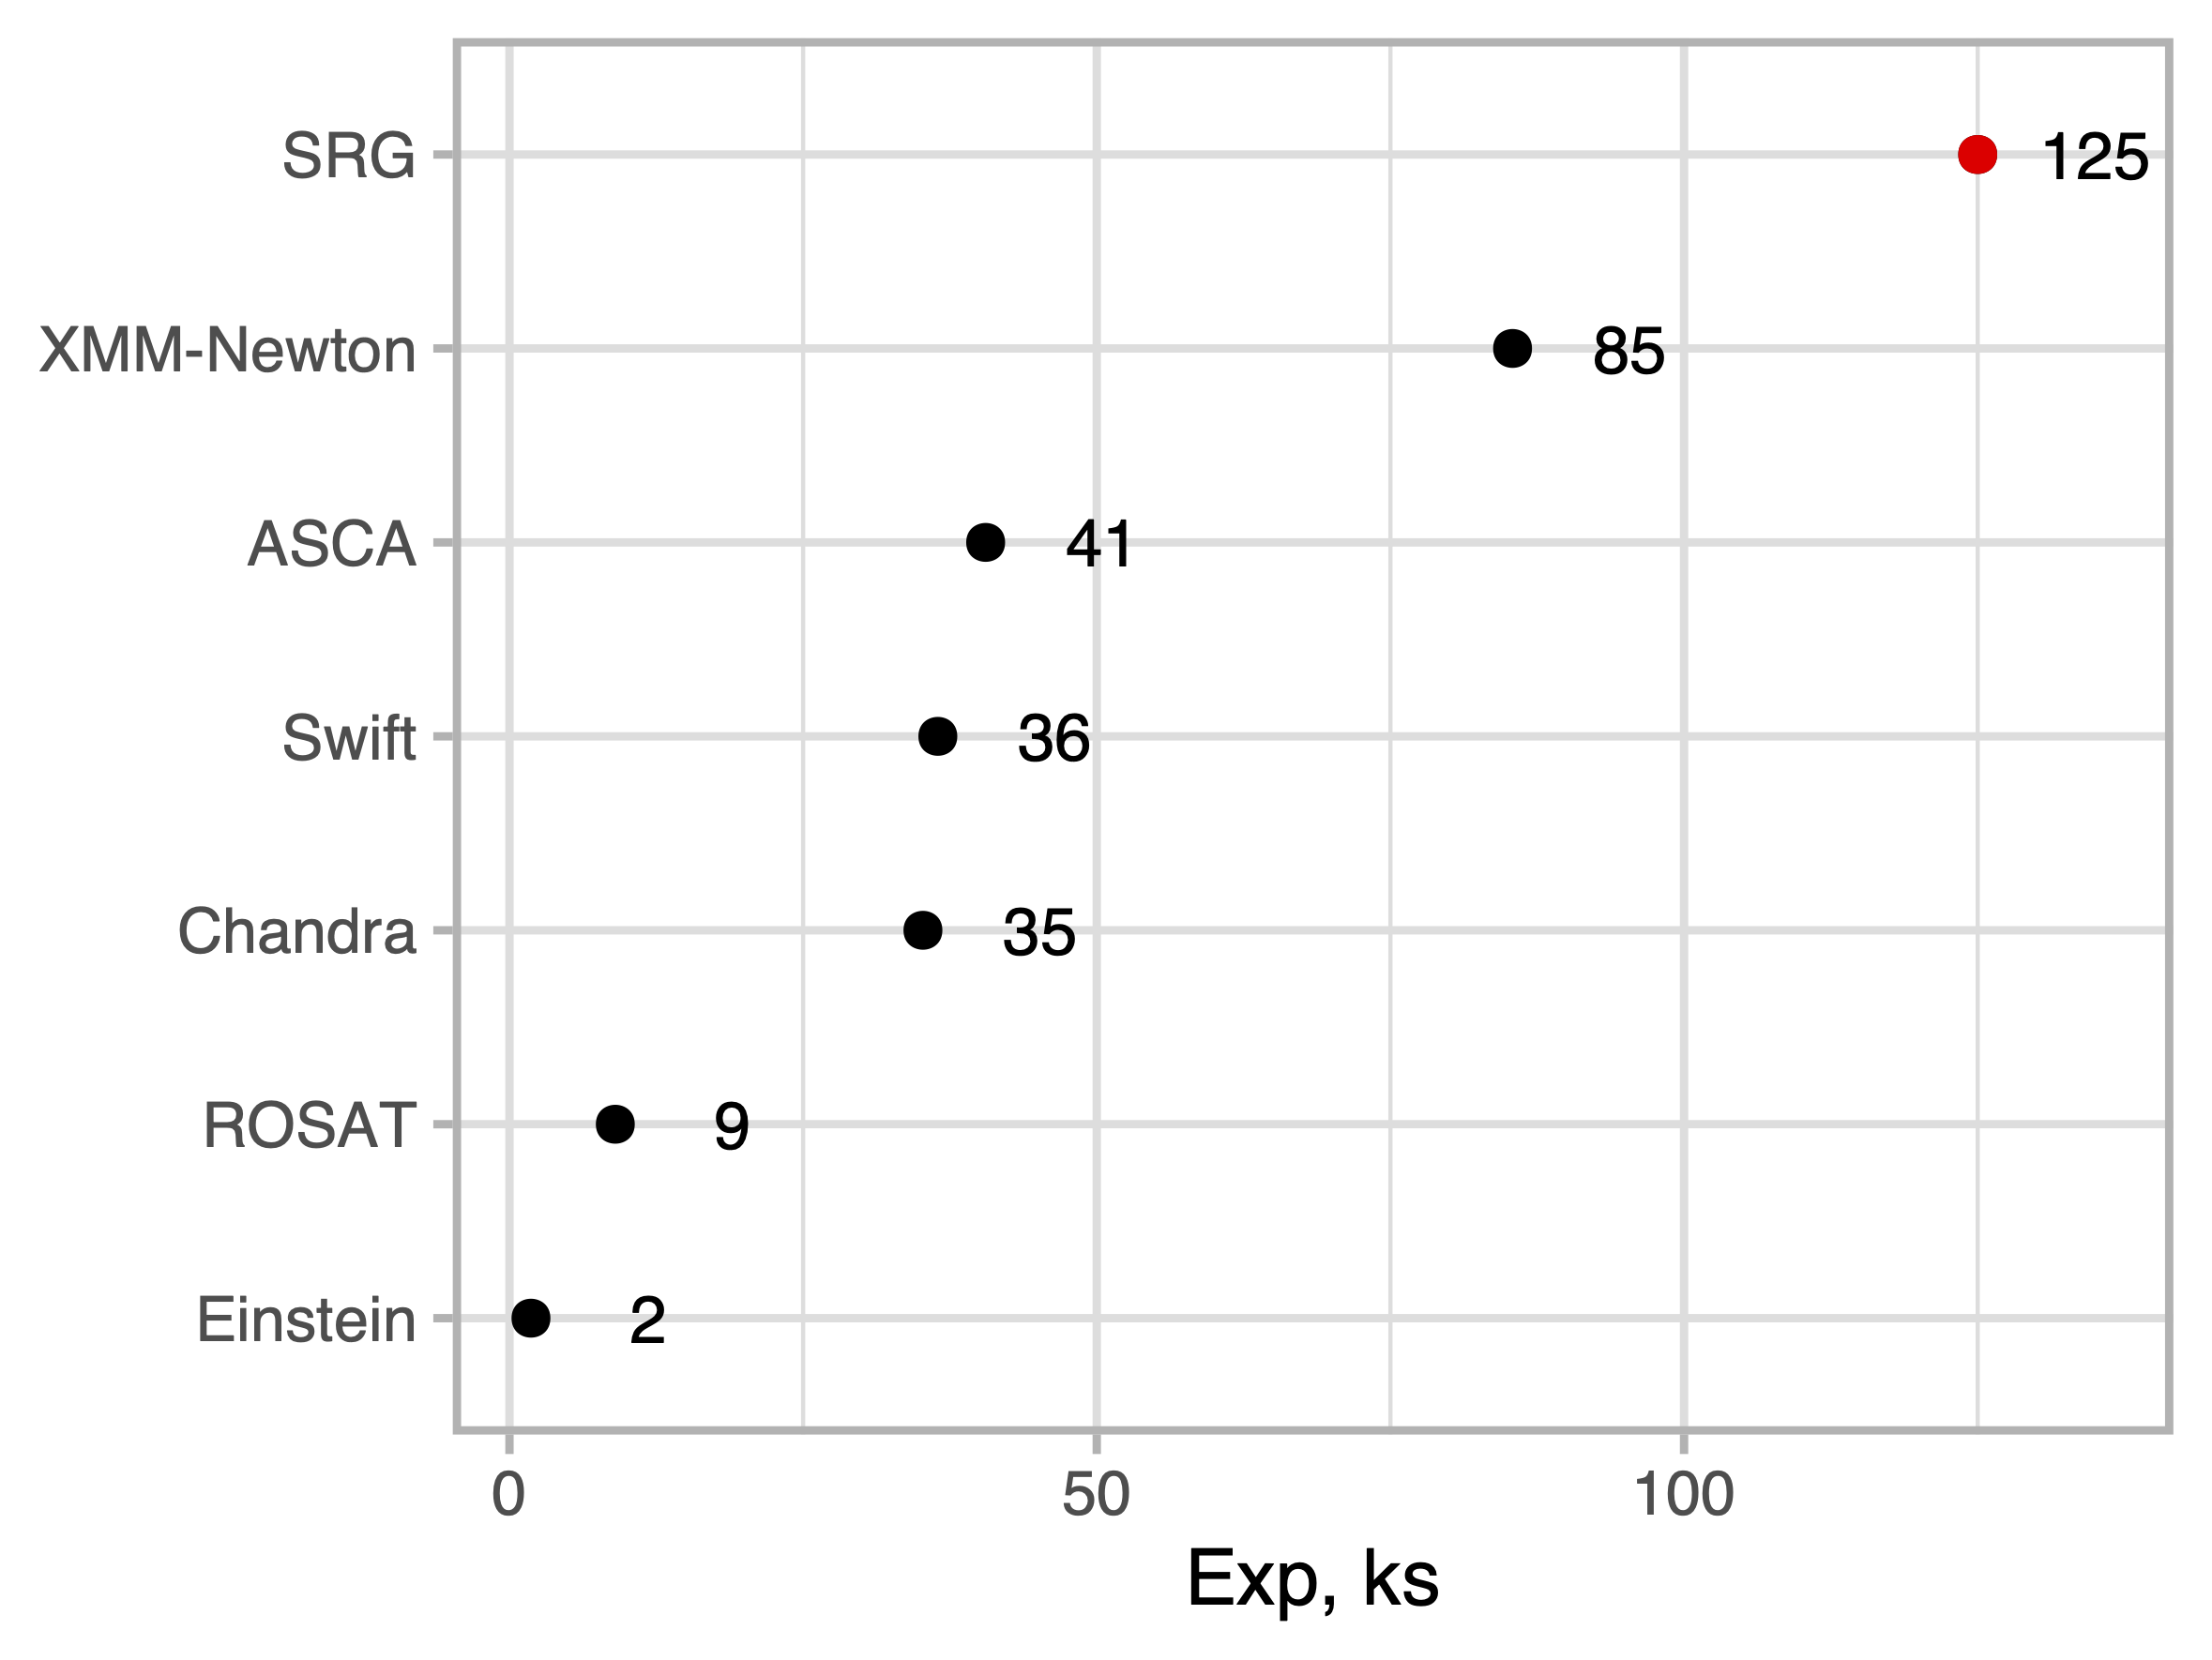 SRG 125
XMM-Newton 85
ASCA 41
Swift 36
Chandra 35
ROSAT 9
Einstein 2
0 50 100
Exp, ks